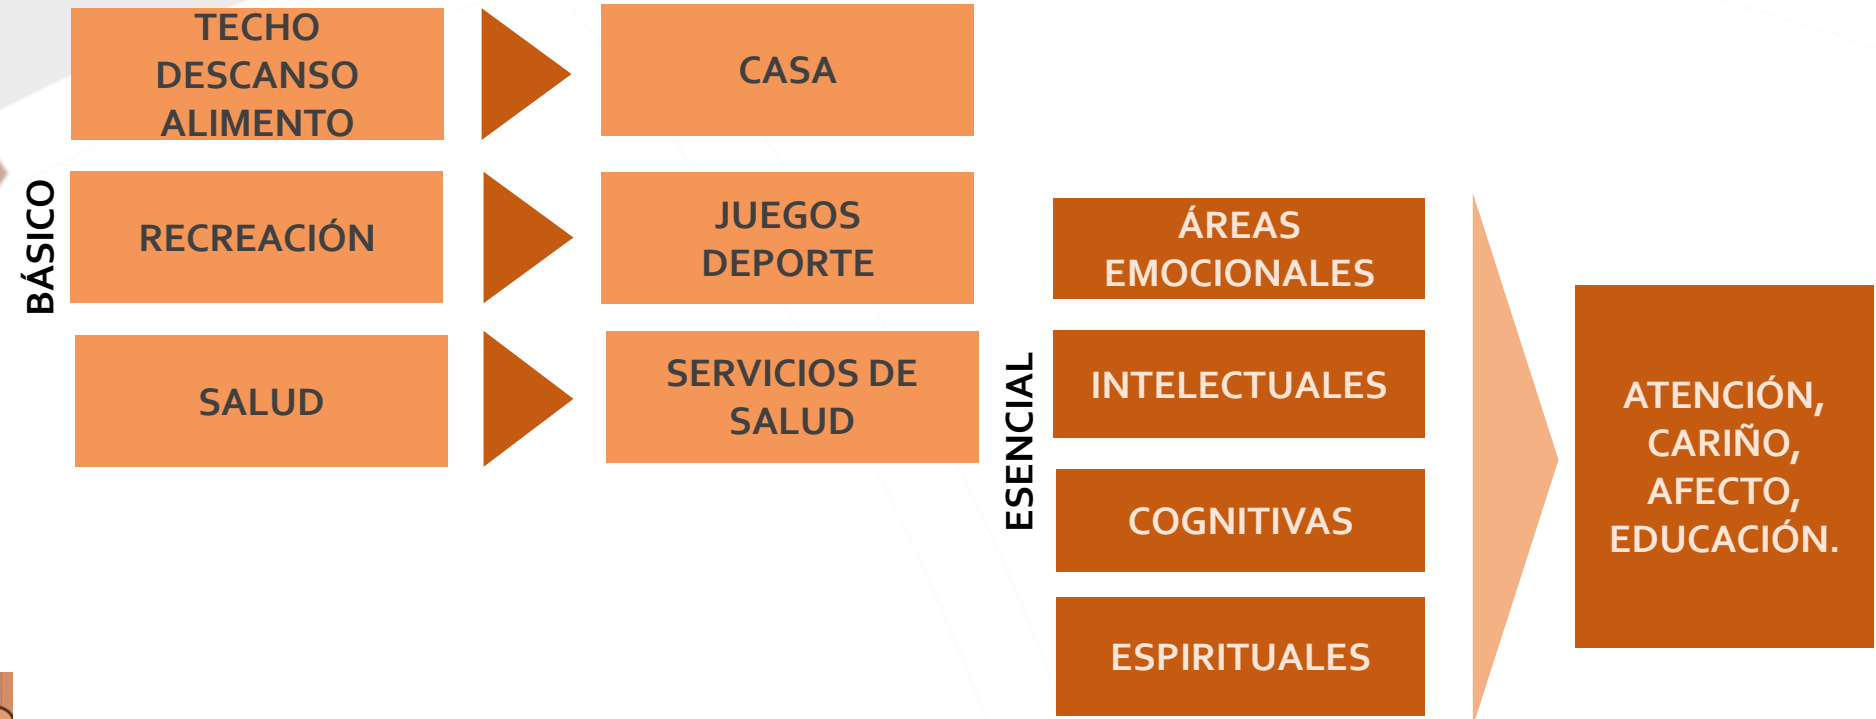 BÁSICO
TECHO
DESCANSO
ALIMENTO
CASA
RECREACIÓN
JUEGOS
DEPORTE
SALUD
SERVICIOS DE
SALUD
ESENCIAL
ÁREAS
EMOCIONALES
INTELECTUALES
COGNITIVAS
ESPIRITUALES
ATENCIÓN,
CARIÑO,
AFECTO,
EDUCACIÓN.